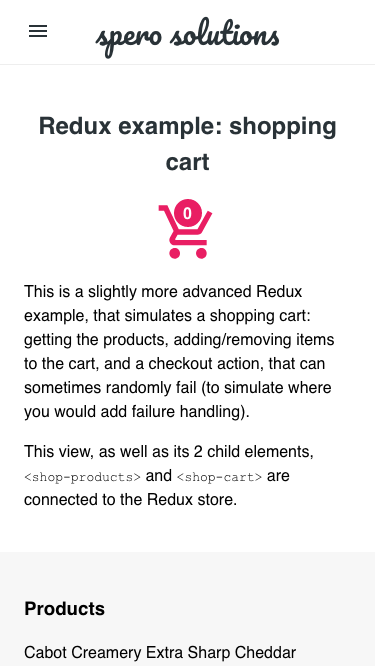 spero solutions
Redux example: shopping
cart
0
This is a slightly more advanced Redux
example, that simulates a shopping cart:
getting the products, adding/removing items
to the cart, and a checkout action, that can
sometimes randomly fail (to simulate where
you would add failure handling).
This view, as well as its 2 child elements,
<shop-products> and <shop-cart> are
connected to the Redux store.
Products
Cabot Creamery Extra Sharp Cheddar